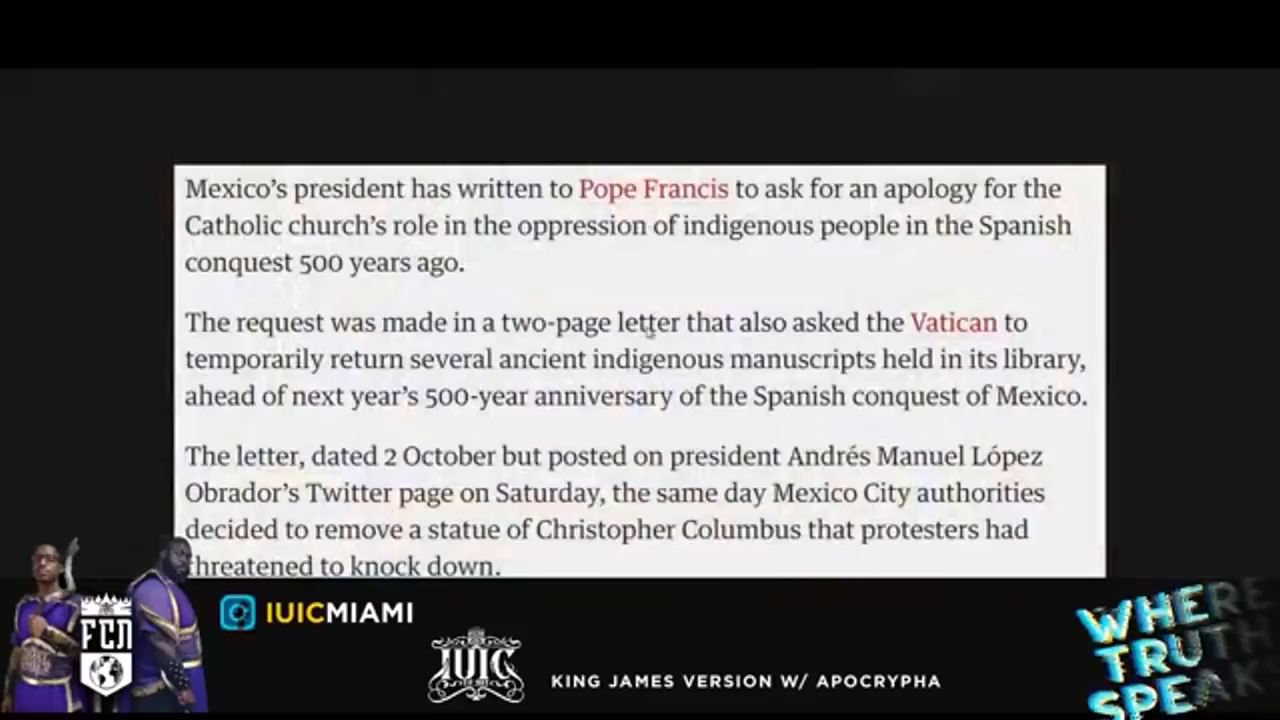 Mexico’s president has written to Pope Francis to ask for an apology for the
Catholic church’s role in the oppression of indigenous people in the Spanish
conquest 500 years ago.
The request was made in a two-page letter that also asked the Vatican to
temporarily return several ancient indigenous manuscripts held in its library,
ahead of next year’s 500-year anniversary of the Spanish conquest of Mexico.
The letter, dated 2 October but posted on president Andrés Manuel López
Obrador’s Twitter page on Saturday, the same day Mexico City authorities
decided to remove a statue of Christopher Columbus that protesters had
threatened to knock down.
FCN
IUICMIAMI
IUIC
KING JAMES VERSION W/ APOCRYPHA
WHERE
TRUTH
SPEAK